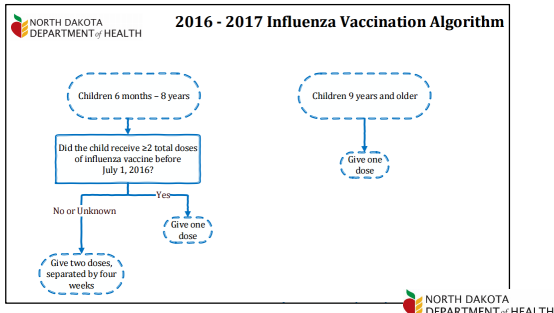 NORTH DAKOTA
DEPARTMENT of HEALTH
2016 - 2017 Influenza Vaccination Algorithm
Children 6 months – 8 years
Children 9 years and older
Did the child receive ≥2 total doses
of influenza vaccine before
July 1, 2016?
Give one
dose
Yes
No or Unknown
Give one
dose
Give two doses,
separated by four
weeks
NORTH DAKOTA
DEPARTMENT of HEALTH